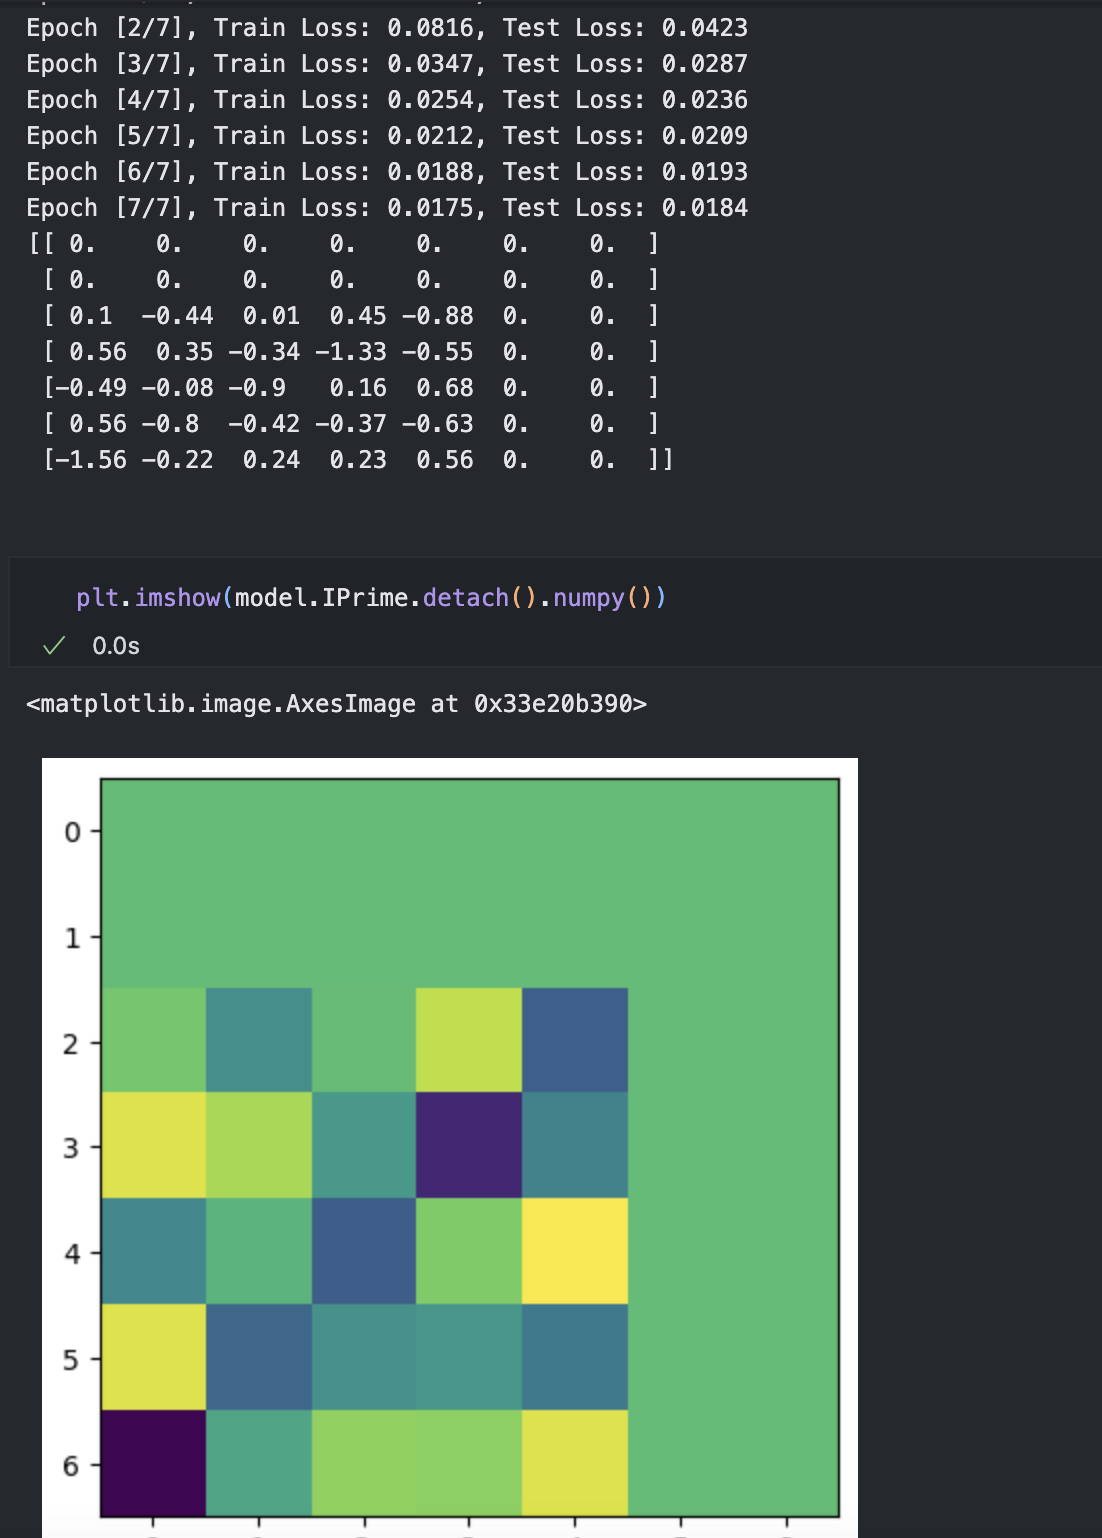 Epoch [2/7], Train Loss: 0.0816, Test Loss: 0.0423
Epoch [3/7], Train Loss: 0.0347, Test Loss: 0.0287
Epoch [4/7], Train Loss: 0.0254, Test Loss: 0.0236
Epoch [5/7], Train Loss: 0.0212, Test Loss: 0.0209
Epoch [6/7], Train Loss: 0.0188, Test Loss: 0.0193
Epoch [7/7], Train Loss: 0.0175, Test Loss: 0.0184
[[ 0.    0.    0.    0.    0.    0.    0.  ]
 [ 0.    0.    0.    0.    0.    0.    0.  ]
 [ 0.1  -0.44  0.01  0.45 -0.88  0.    0.  ]
 [ 0.56  0.35 -0.34 -1.33 -0.55  0.    0.  ]
 [-0.49 -0.08 -0.9   0.16  0.68  0.    0.  ]
 [ 0.56 -0.8  -0.42 -0.37 -0.63  0.    0.  ]
 [-1.56 -0.22  0.24  0.23  0.56  0.    0.  ]]
plt.imshow(model.IPrime.detach().numpy())
0.0s
<matplotlib.image.AxesImage at 0x33e20b390>
0
1
2
3
4
5
6